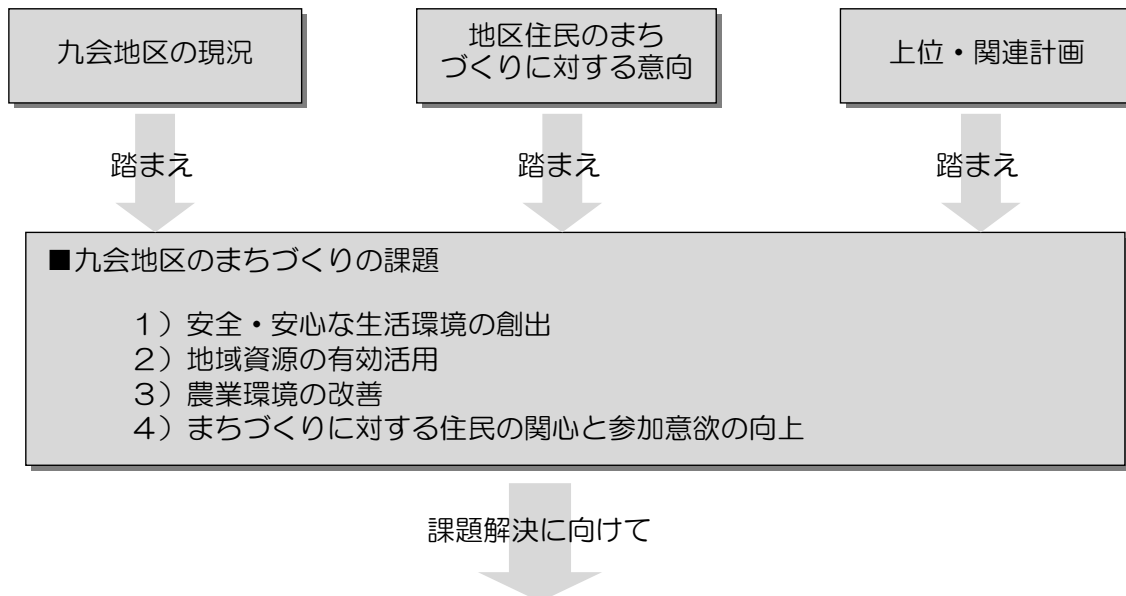 九会地区の現況
地区住民のまち
づくりに対する意向
上位・関連計画
踏まえ
踏まえ
踏まえ
■九会地区のまちづくりの課題
１）安全・安心な生活環境の創出
２）地域資源の有効活用
３）農業環境の改善
４）まちづくりに対する住民の関心と参加意欲の向上
課題解決に向けて